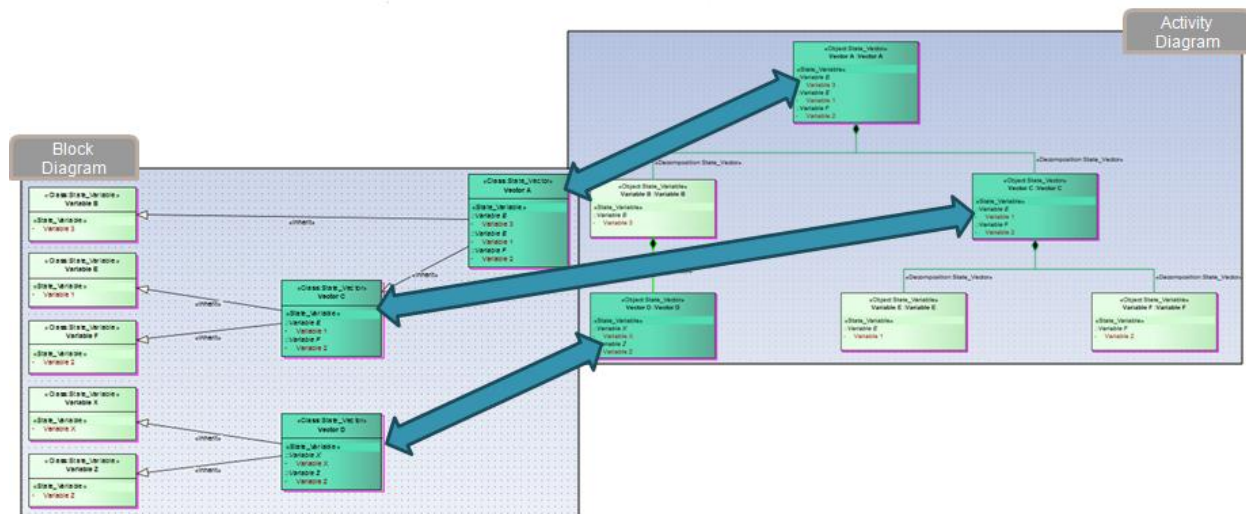 Activity
Diagram
Block
Diagram
«Class:State_Variable»
Variable B
«State_Variable»
- Variable 3
«Class:State_Variable»
Variable E
«State_Variable»
- Variable 1
«Class:State_Variable»
Variable F
«State_Variable»
- Variable 2
«Class:State_Variable»
Variable X
«State_Variable»
- Variable X
«Class:State_Variable»
Variable Z
«State_Variable»
- Variable Z
«inherit»
«inherit»
«inherit»
«inherit»
«inherit»
«inherit»
«Class:State_Vector»
Vector A
«State_Variable»
::Variable B
- Variable 3
::Variable E
- Variable 1
::Variable F
- Variable 2
«Class:State_Vector»
Vector C
«State_Variable»
::Variable E
- Variable 1
::Variable F
- Variable 2
«Class:State_Vector»
Vector D
«State_Variable»
::Variable X
- Variable X
::Variable Z
- Variable Z
«Object:State_Vector»
Vector A :Vector A
«State_Variable»
::Variable B
- Variable 3
::Variable E
- Variable 1
::Variable F
- Variable 2
«Decomposition State_Vector»
«Decomposition State_Vector»
«Object:State_Variable»
Variable B :Variable B
«State_Variable»
::Variable B
- Variable 3
«Object:State_Vector»
Vector C :Vector C
«State_Variable»
::Variable E
- Variable 1
::Variable F
- Variable 2
«Decomposition State_Vector»
«Decomposition State_Vector»
«Object:State_Vector»
Vector D :Vector D
«State_Variable»
::Variable X
- Variable X
::Variable Z
- Variable Z
«Object:State_Variable»
Variable E :Variable E
«State_Variable»
::Variable E
- Variable 1
«Object:State_Variable»
Variable F :Variable F
«State_Variable»
::Variable F
- Variable 2